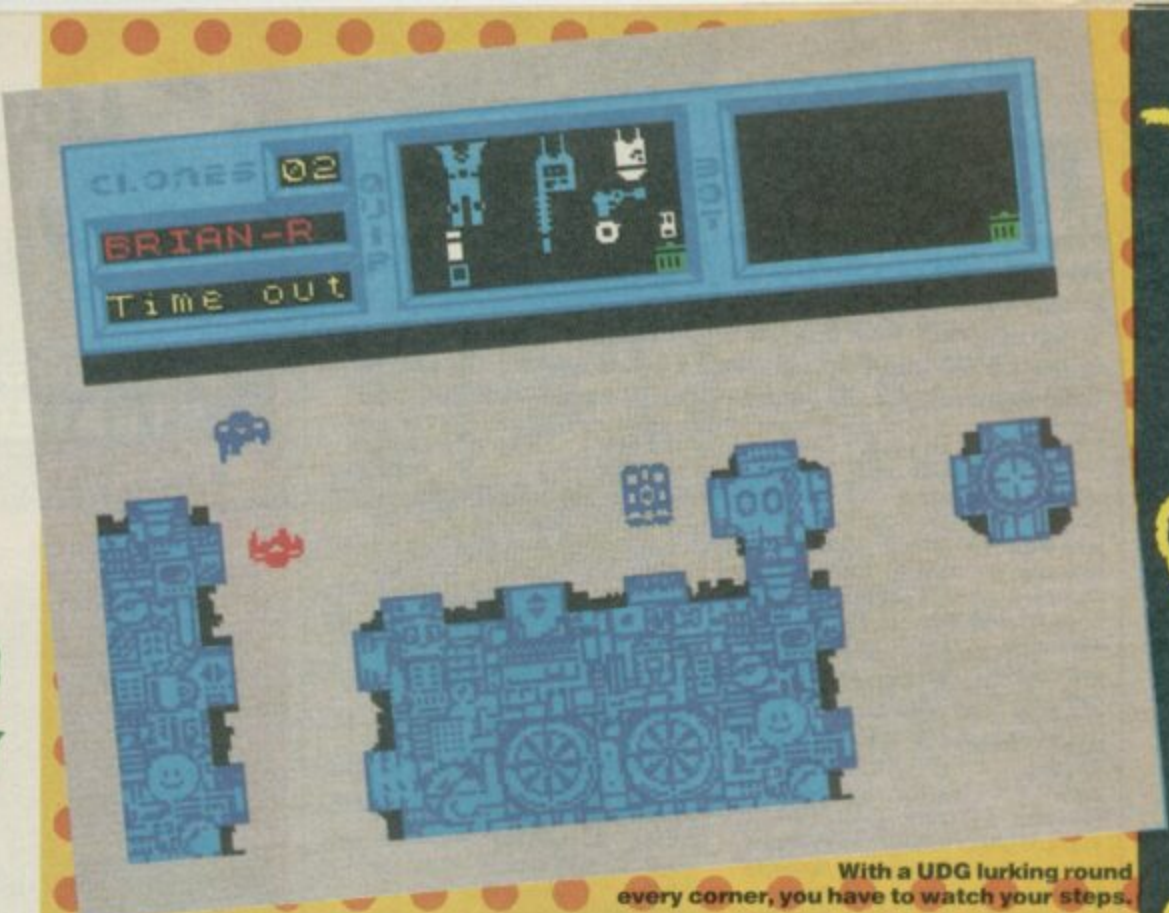 CLONES 02
BRIAN-R
Time out
With a UDG lurking round
every corner, you have to watch your steps.